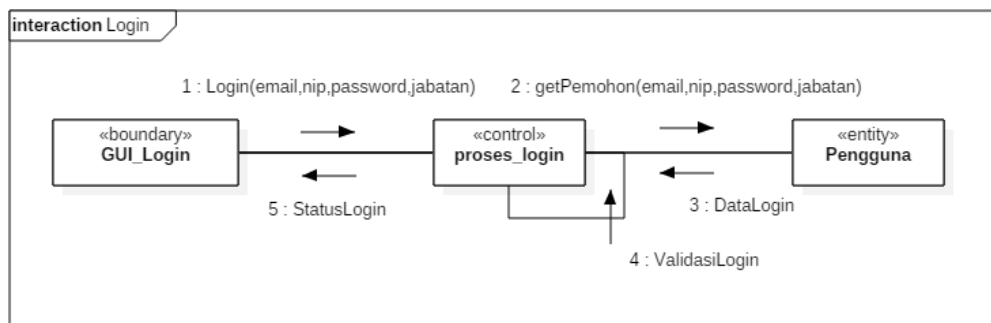 interaction Login
1 : Login(email,nip,password,jabatan)
2 : getPemohon(email,nip,password,jabatan)
«boundary»
GUI_Login
«control»
proses_login
«entity»
Pengguna
5 : StatusLogin
3 : DataLogin
4 : ValidasiLogin